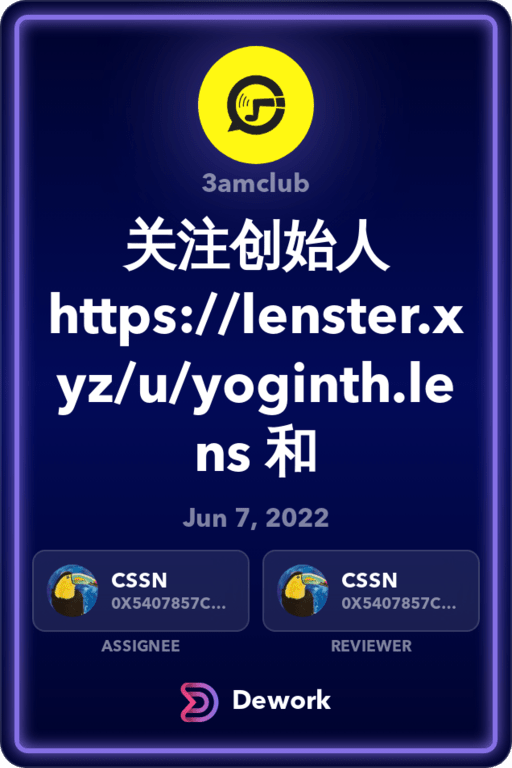 3amclub
关注创始人
https://lenster.x
yz/u/yoginth.le
ns 和
Jun 7, 2022
CSSN
0X5407857C...
ASSIGNEE
CSSN
0X5407857C...
REVIEWER
Dework